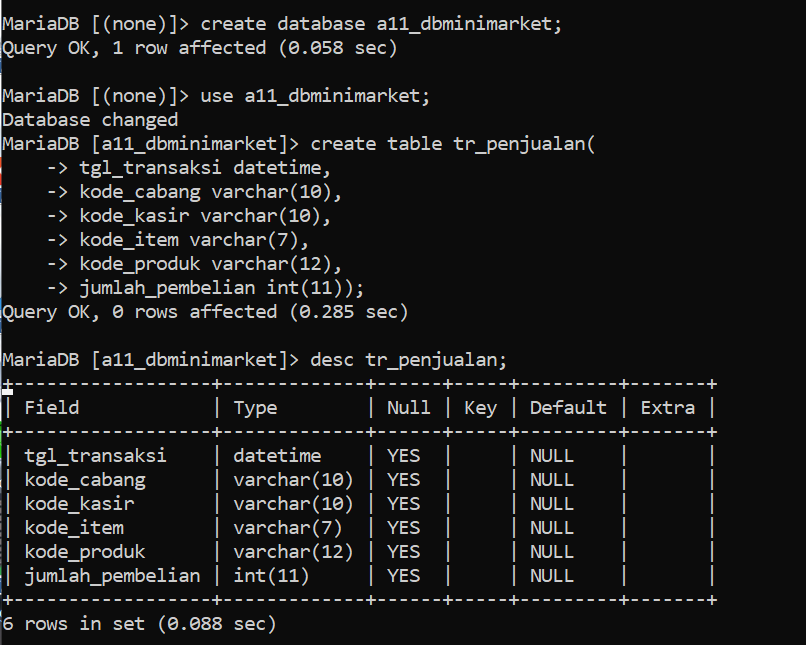 MariaDB [(none)]> create database a11_dbminimarket;
Query OK, 1 row affected (0.058 sec)
MariaDB [(none)]> use a11_dbminimarket;
Database changed
MariaDB [a11_dbminimarket]> create table tr_penjualan(
    -> tgl_transaksi datetime,
    -> kode_cabang varchar(10),
    -> kode_kasir varchar(10),
    -> kode_item varchar(7),
    -> kode_produk varchar(12),
    -> jumlah_pembelian int(11));
Query OK, 0 rows affected (0.285 sec)
MariaDB [a11_dbminimarket]> desc tr_penjualan;
+------------------+-------------+------+-----+---------+-------+
| Field            | Type        | Null | Key | Default | Extra |
+------------------+-------------+------+-----+---------+-------+
| tgl_transaksi    | datetime    | YES  |     | NULL    |       |
| kode_cabang      | varchar(10) | YES  |     | NULL    |       |
| kode_kasir       | varchar(10) | YES  |     | NULL    |       |
| kode_item        | varchar(7)  | YES  |     | NULL    |       |
| kode_produk      | varchar(12) | YES  |     | NULL    |       |
| jumlah_pembelian | int(11)     | YES  |     | NULL    |       |
+------------------+-------------+------+-----+---------+-------+
6 rows in set (0.088 sec)